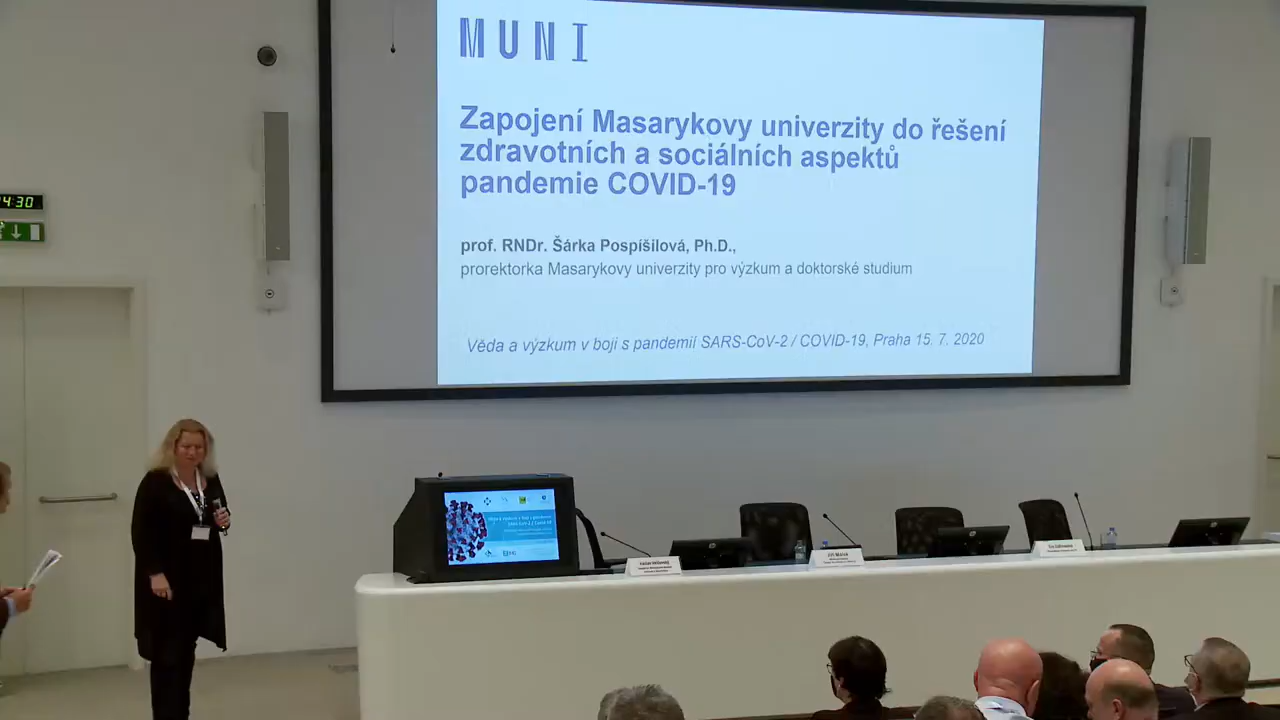 MUNI
Zapojení Masarykovy univerzity do řešení
zdravotních a sociálních aspektů
pandemie COVID-19
prof. RNDr. Šárka Pospíšilová, Ph.D.,
prorektorka Masarykovy univerzity pro výzkum a doktorské studium
Věda a výzkum v boji s pandemií SARS-CoV-2 / COVID-19, Praha 15. 7. 2020
4:30